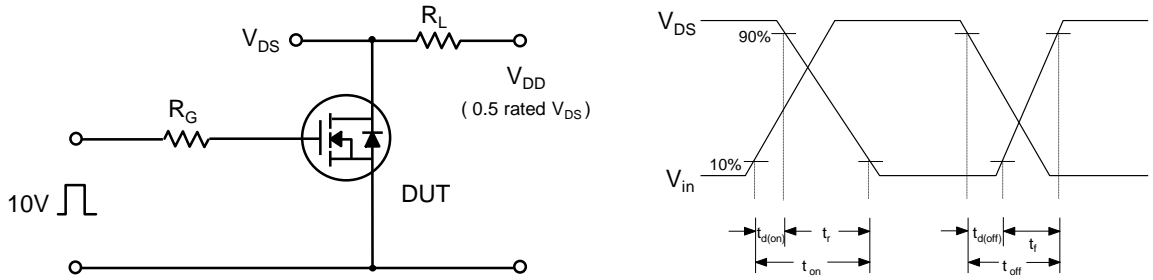 R_L
V_DS
V_DD
( 0.5 rated V_DS )
R_G
10V
DUT
V_DS
90%
10%
V_in
t_d(on)
t_r
t_on
t_d(off)
t_f
t_off